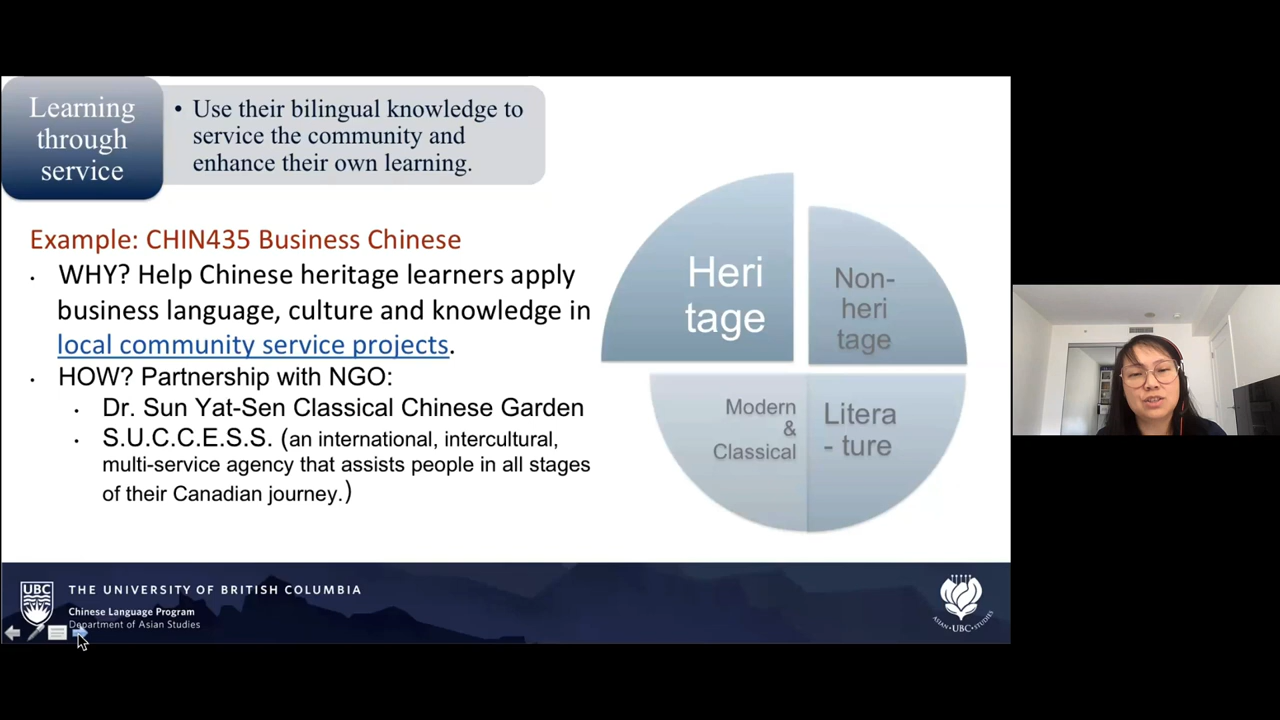 Learning
through
service
• Use their bilingual knowledge to
service the community and
enhance their own learning.
Example: CHIN435 Business Chinese
• WHY? Help Chinese heritage learners apply
business language, culture and knowledge in
local community service projects.
• HOW? Partnership with NGO:
• Dr. Sun Yat-Sen Classical Chinese Garden
• S.U.C.C.E.S.S. (an international, intercultural,
multi-service agency that assists people in all stages
of their Canadian journey.)
Heri
tage
Non-
heri
tage
Modern
&
Classical
Litera
- ture
UBC
THE UNIVERSITY OF BRITISH COLUMBIA
Chinese Language Program
Department of Asian Studies
ASIAN • UBC • STUDIES